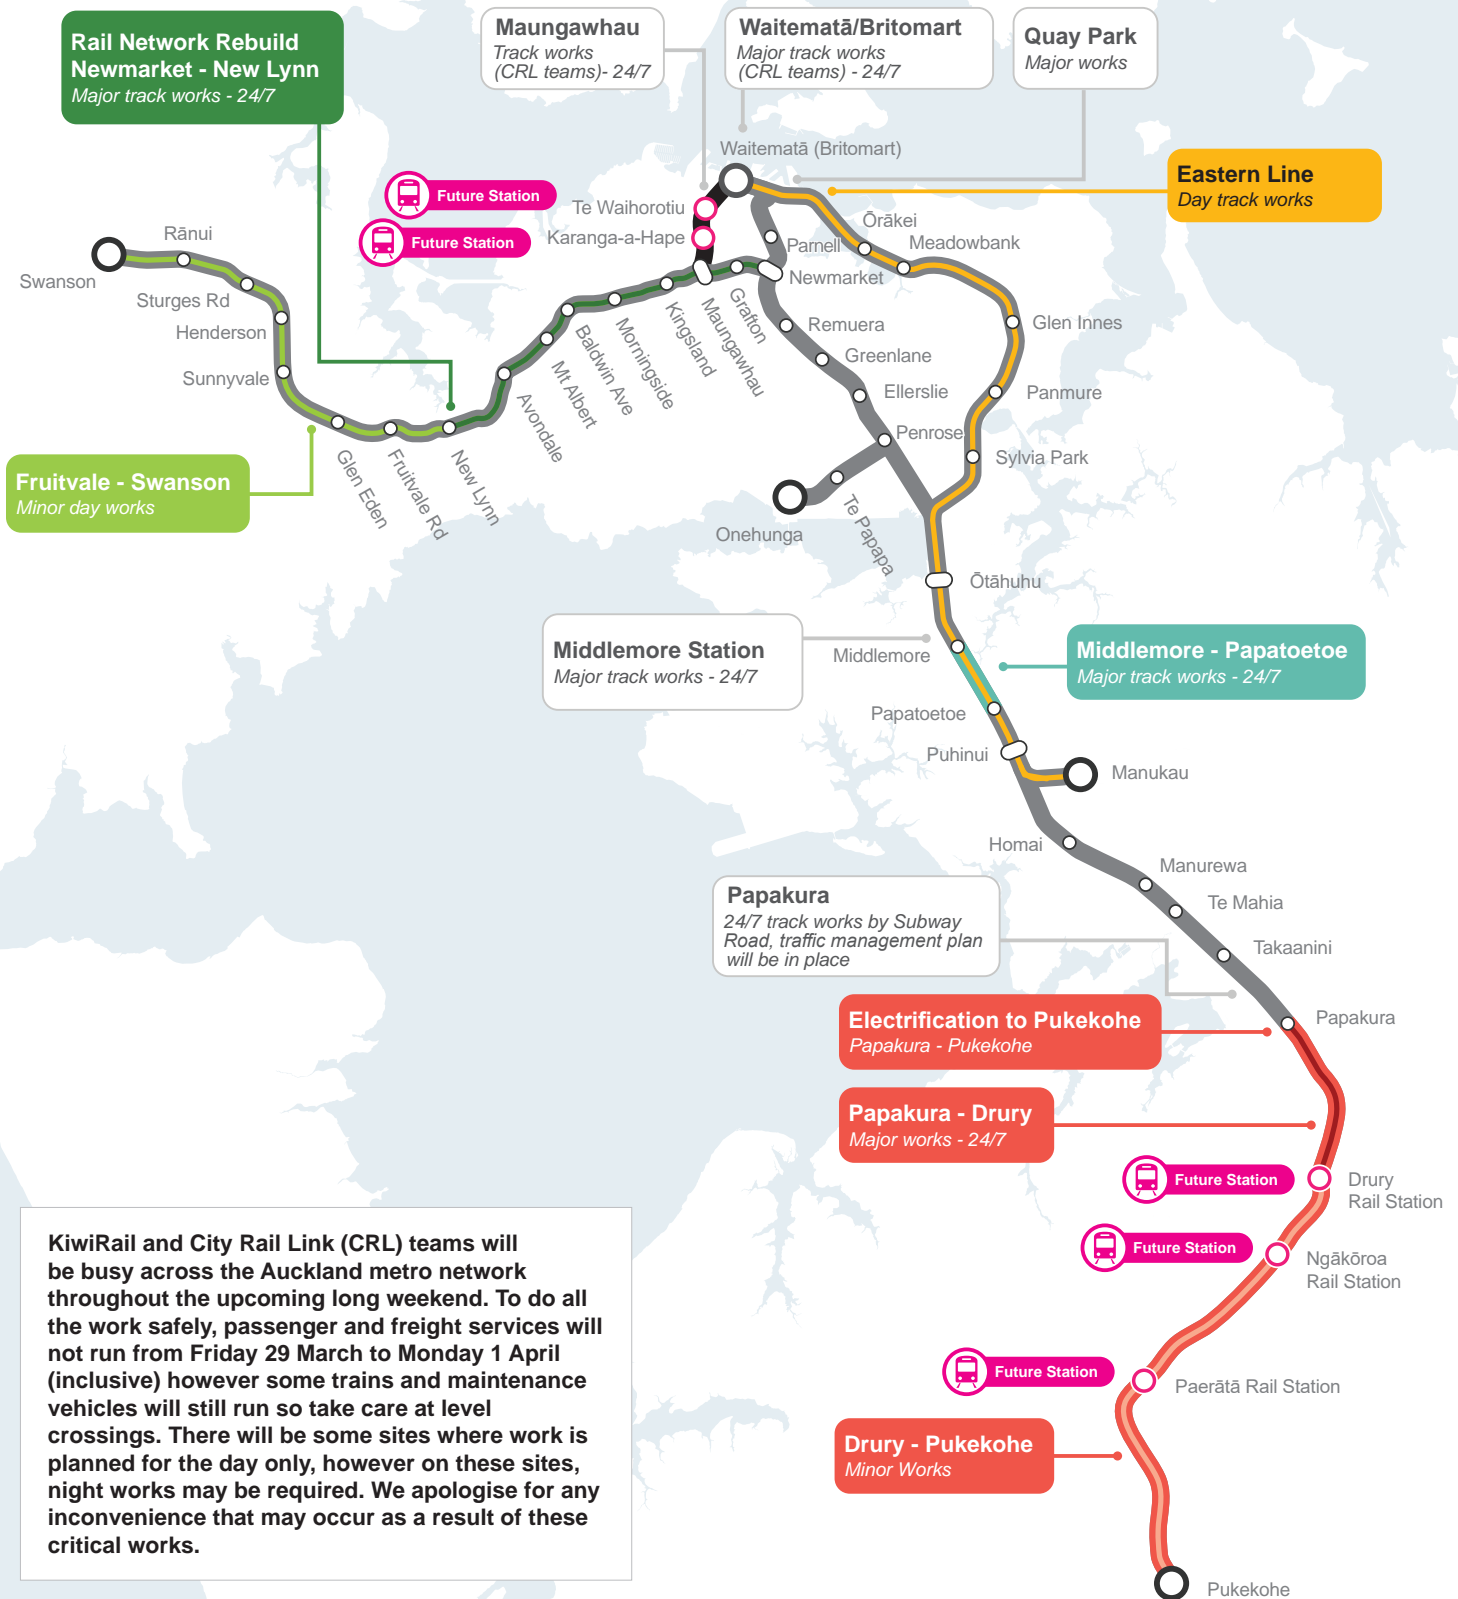 Rail Network Rebuild
Newmarket - New Lynn
Major track works - 24/7
Maungawhau
Track works
(CRL teams)- 24/7
Waitematā/Britomart
Major track works
(CRL teams) - 24/7
Quay Park
Major works
Waitematā (Britomart)
Eastern Line
Day track works
Future Station
Te Waihorotiu
Future Station
Karanga-a-Hape
Parnell
Ōrākei
Meadowbank
Newmarket
Rānui
Swanson
Sturges Rd
Henderson
Sunnyvale
Glen Eden
Fruitvale Rd
New Lynn
Avondale
Mt Albert
Baldwin Ave
Morningside
Kingsland
Maungawhau
Grafton
Remuera
Greenlane
Ellerslie
Penrose
Glen Innes
Panmure
Sylvia Park
Fruitvale - Swanson
Minor day works
Te Papapa
Onehunga
Ōtāhuhu
Middlemore Station
Major track works - 24/7
Middlemore
Middlemore - Papatoetoe
Major track works - 24/7
Papatoetoe
Puhinui
Manukau
Homai
Manurewa
Te Mahia
Takaanini
Papakura
24/7 track works by Subway
Road, traffic management plan
will be in place
Papakura
Electrification to Pukekohe
Papakura - Pukekohe
Papakura - Drury
Major works - 24/7
Future Station
Drury
Rail Station
Future Station
Ngākōroa
Rail Station
Future Station
Paerātā Rail Station
Drury - Pukekohe
Minor Works
Pukekohe
KiwiRail and City Rail Link (CRL) teams will
be busy across the Auckland metro network
throughout the upcoming long weekend. To do all
the work safely, passenger and freight services will
not run from Friday 29 March to Monday 1 April
(inclusive) however some trains and maintenance
vehicles will still run so take care at level
crossings. There will be some sites where work is
planned for the day only, however on these sites,
night works may be required. We apologise for any
inconvenience that may occur as a result of these
critical works.